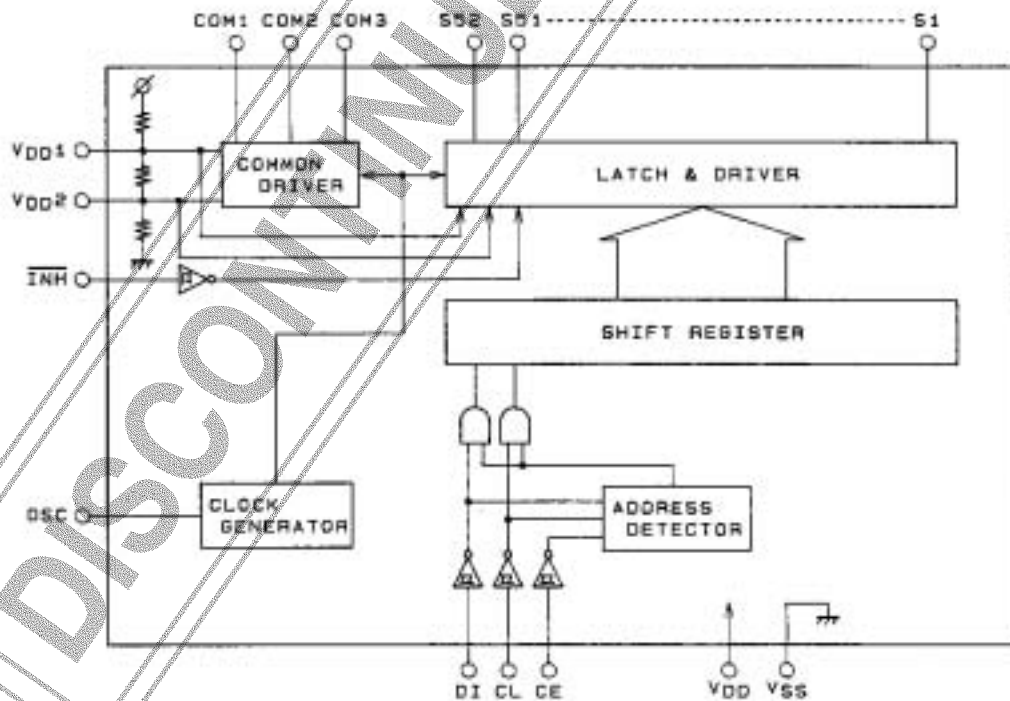 COM1 COM2 COM3 S52 S51 S1
VDD1
COMMON DRIVER
LATCH & DRIVER
VDD2
INH
SHIFT REGISTER
OSC
CLOCK GENERATOR
ADDRESS DETECTOR
DI CL CE VDD VSS
DISCONTINU